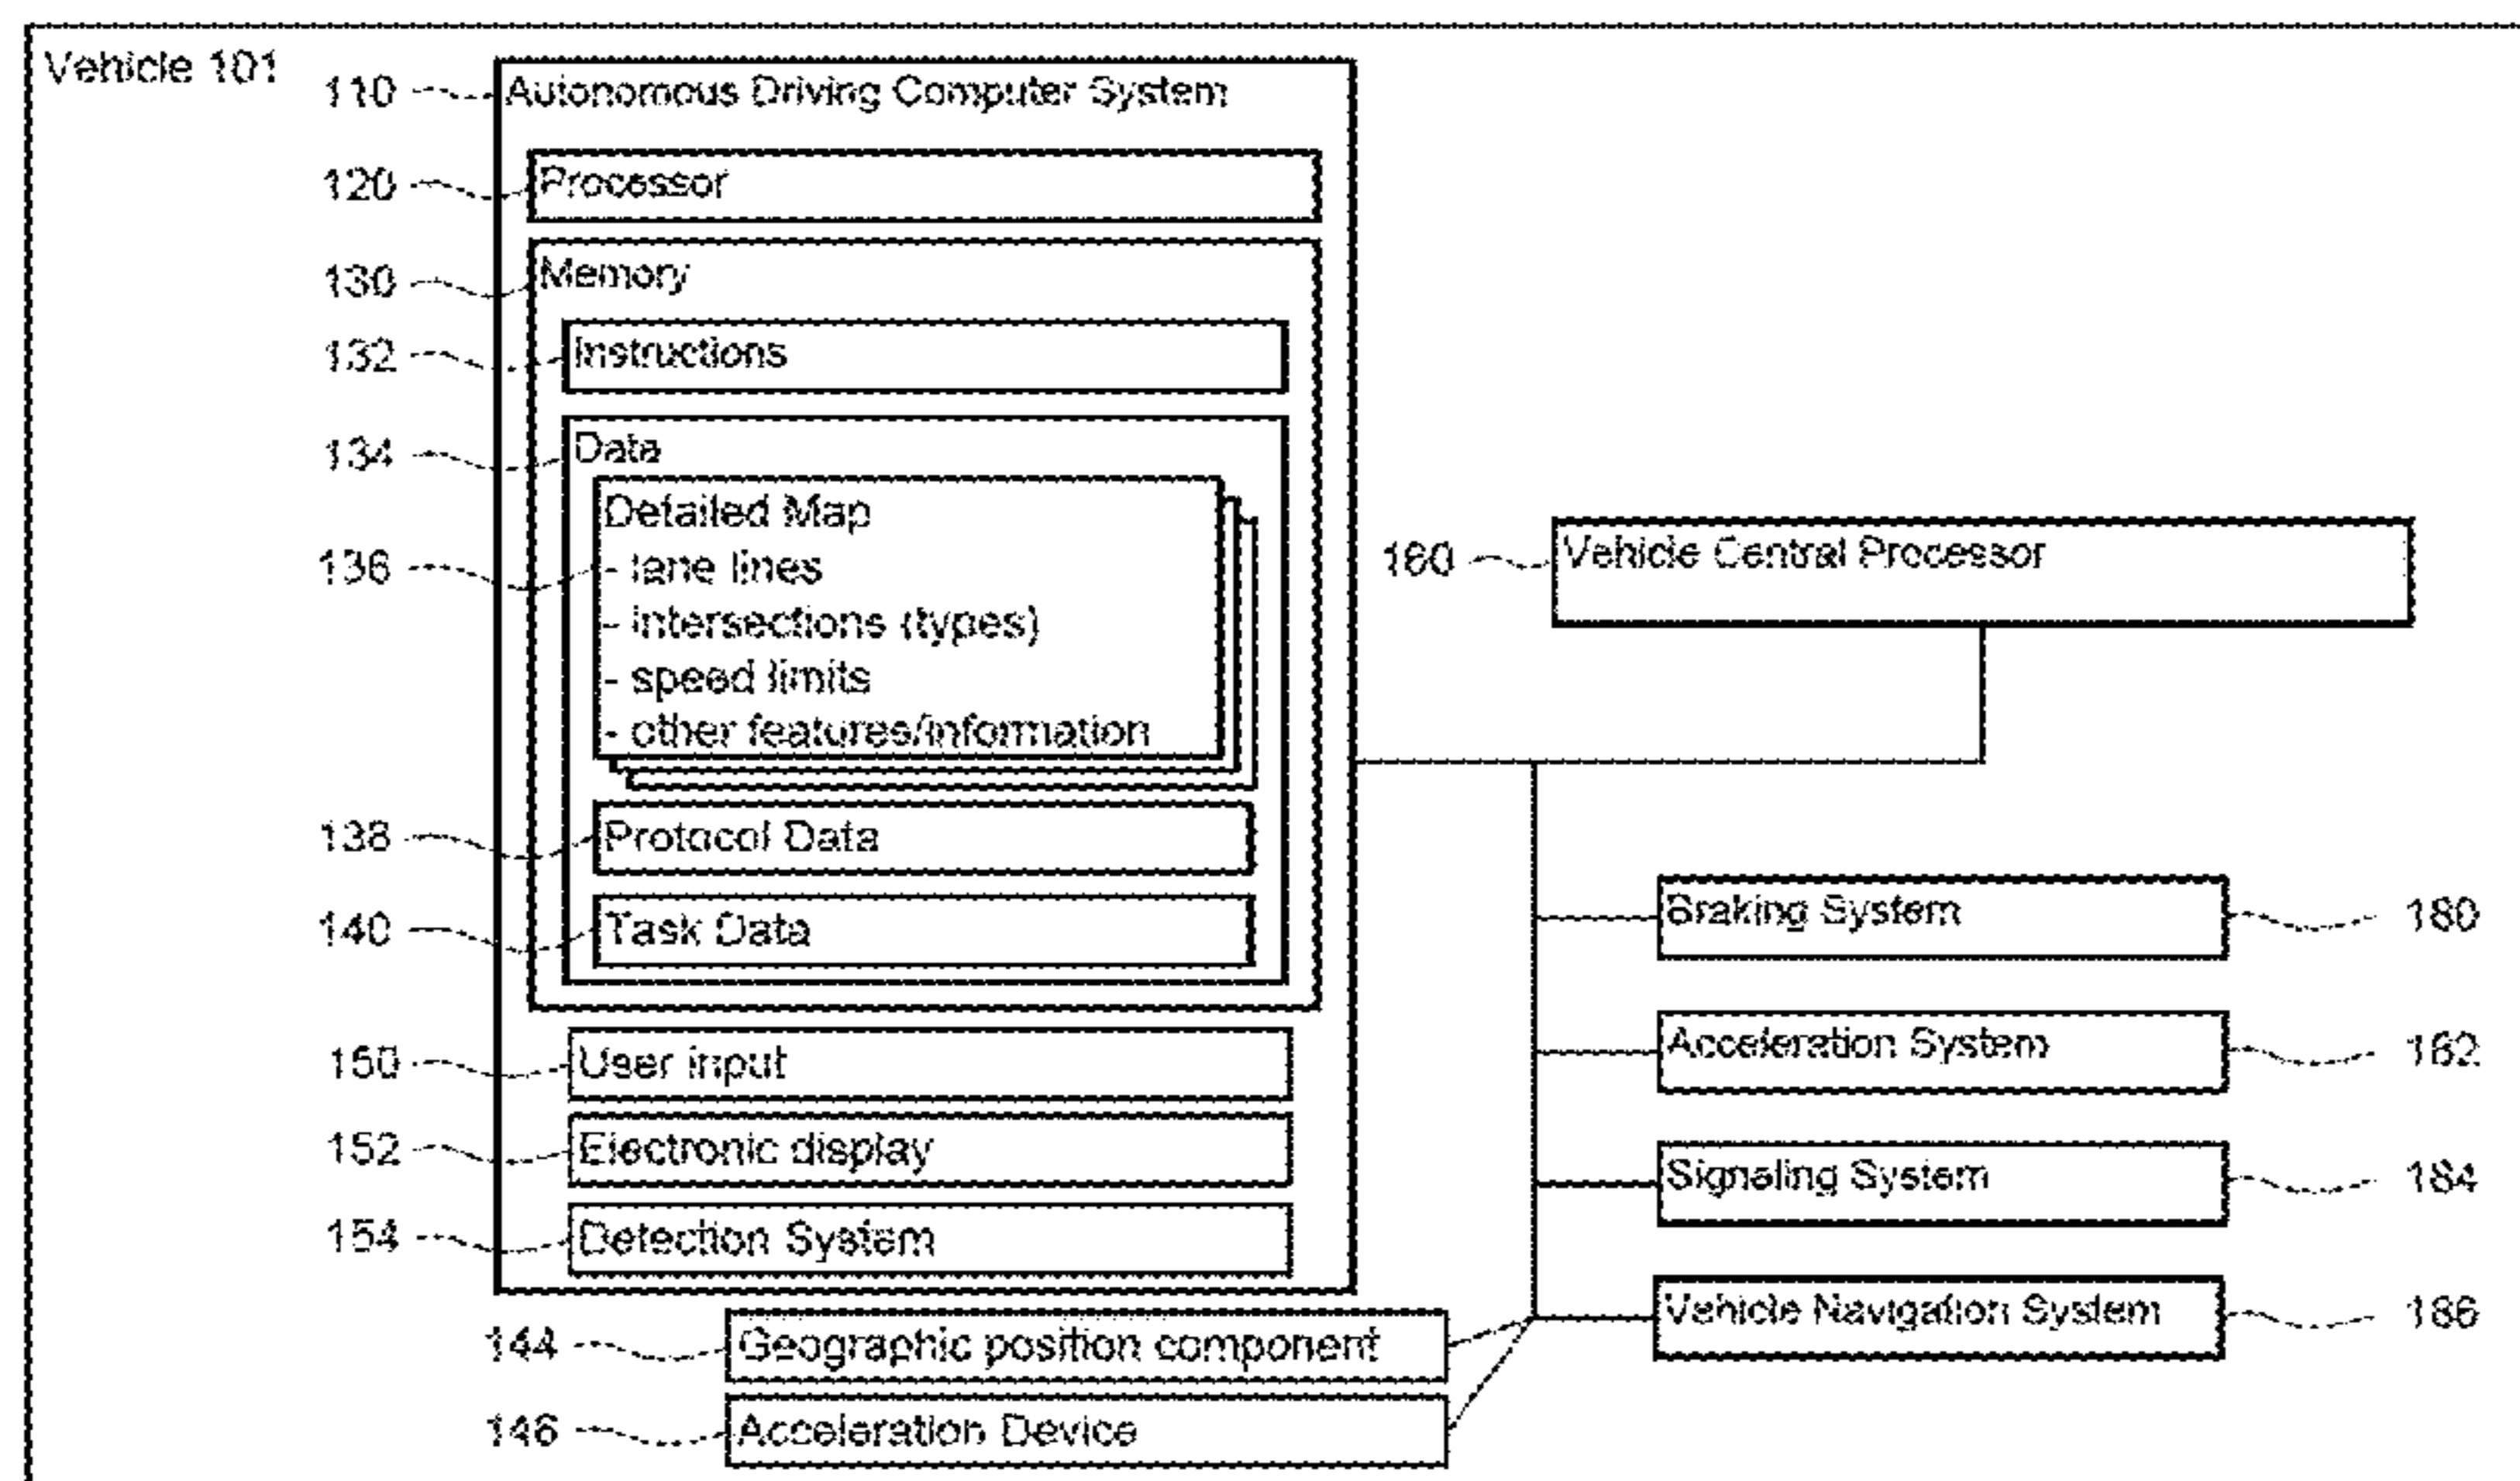 Vehicle 101
110 Autonomous Driving Computer System
120 Processor
130 Memory
132 Instructions
134 Data
136 Detailed Map
- lane lines
- intersections (types)
- speed limits
- other features/information
138 Protocol Data
140 Task Data
150 User input
152 Electronic display
154 Detection System
144 Geographic position component
146 Acceleration Device
160 Vehicle Central Processor
Braking System 180
Acceleration System 182
Signaling System 184
Vehicle Navigation System 186